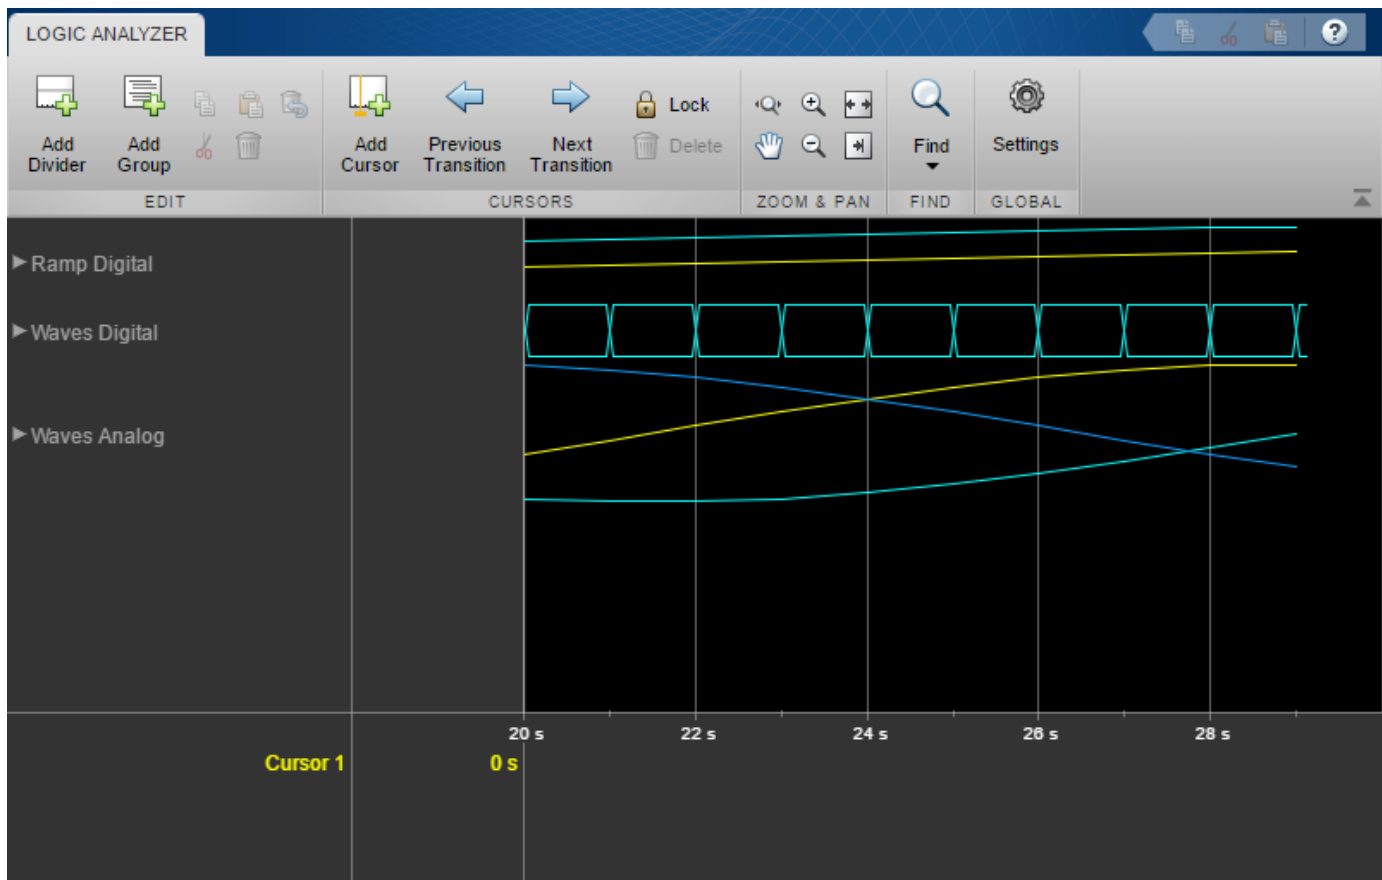 LOGIC ANALYZER
?
Add Divider
Add Group
Add Cursor
Previous Transition
Next Transition
Lock
Delete
Find
Settings
EDIT
CURSORS
ZOOM & PAN
FIND
GLOBAL
Ramp Digital
Waves Digital
Waves Analog
20 s 22 s 24 s 26 s 28 s
Cursor 1 0 s